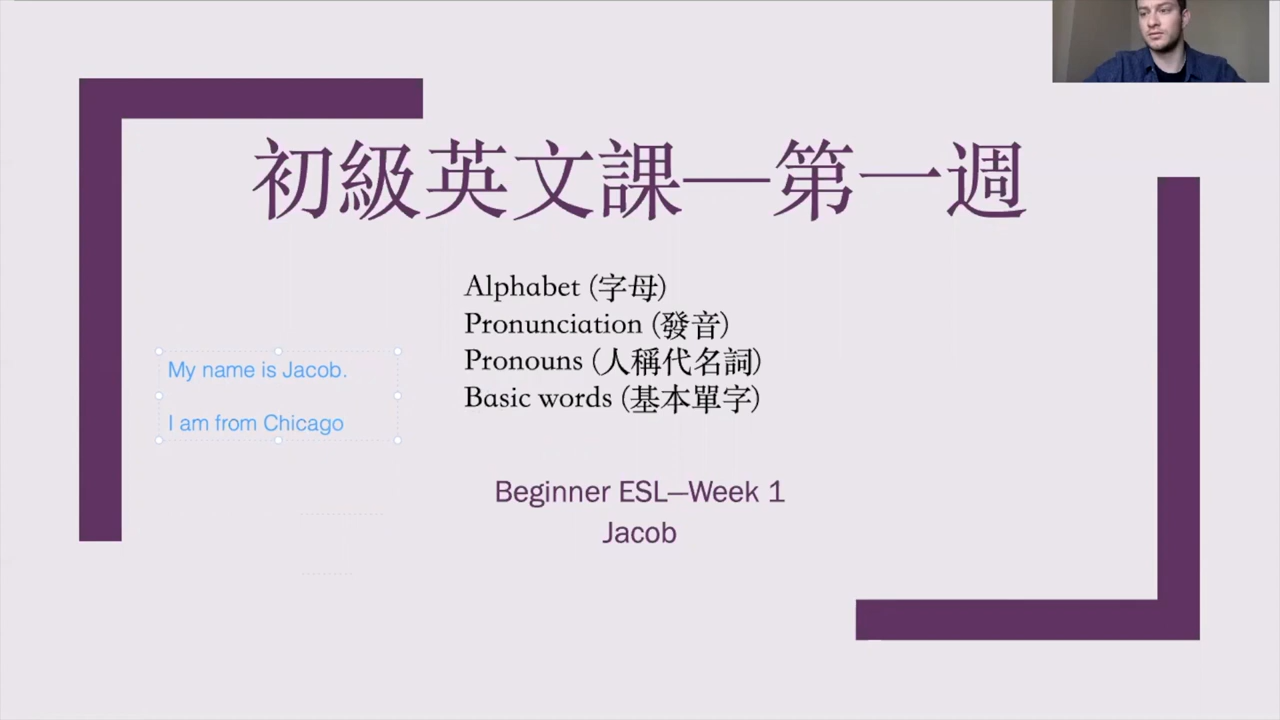 初級英文課—第一週
Alphabet (字母)
Pronunciation (發音)
Pronouns (人稱代名詞)
Basic words (基本單字)
My name is Jacob.
I am from Chicago
Beginner ESL—Week 1
Jacob